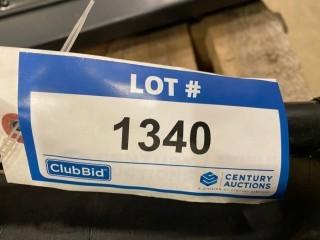 LOT #
1340
ClubBid
CENTURY
AUCTIONS